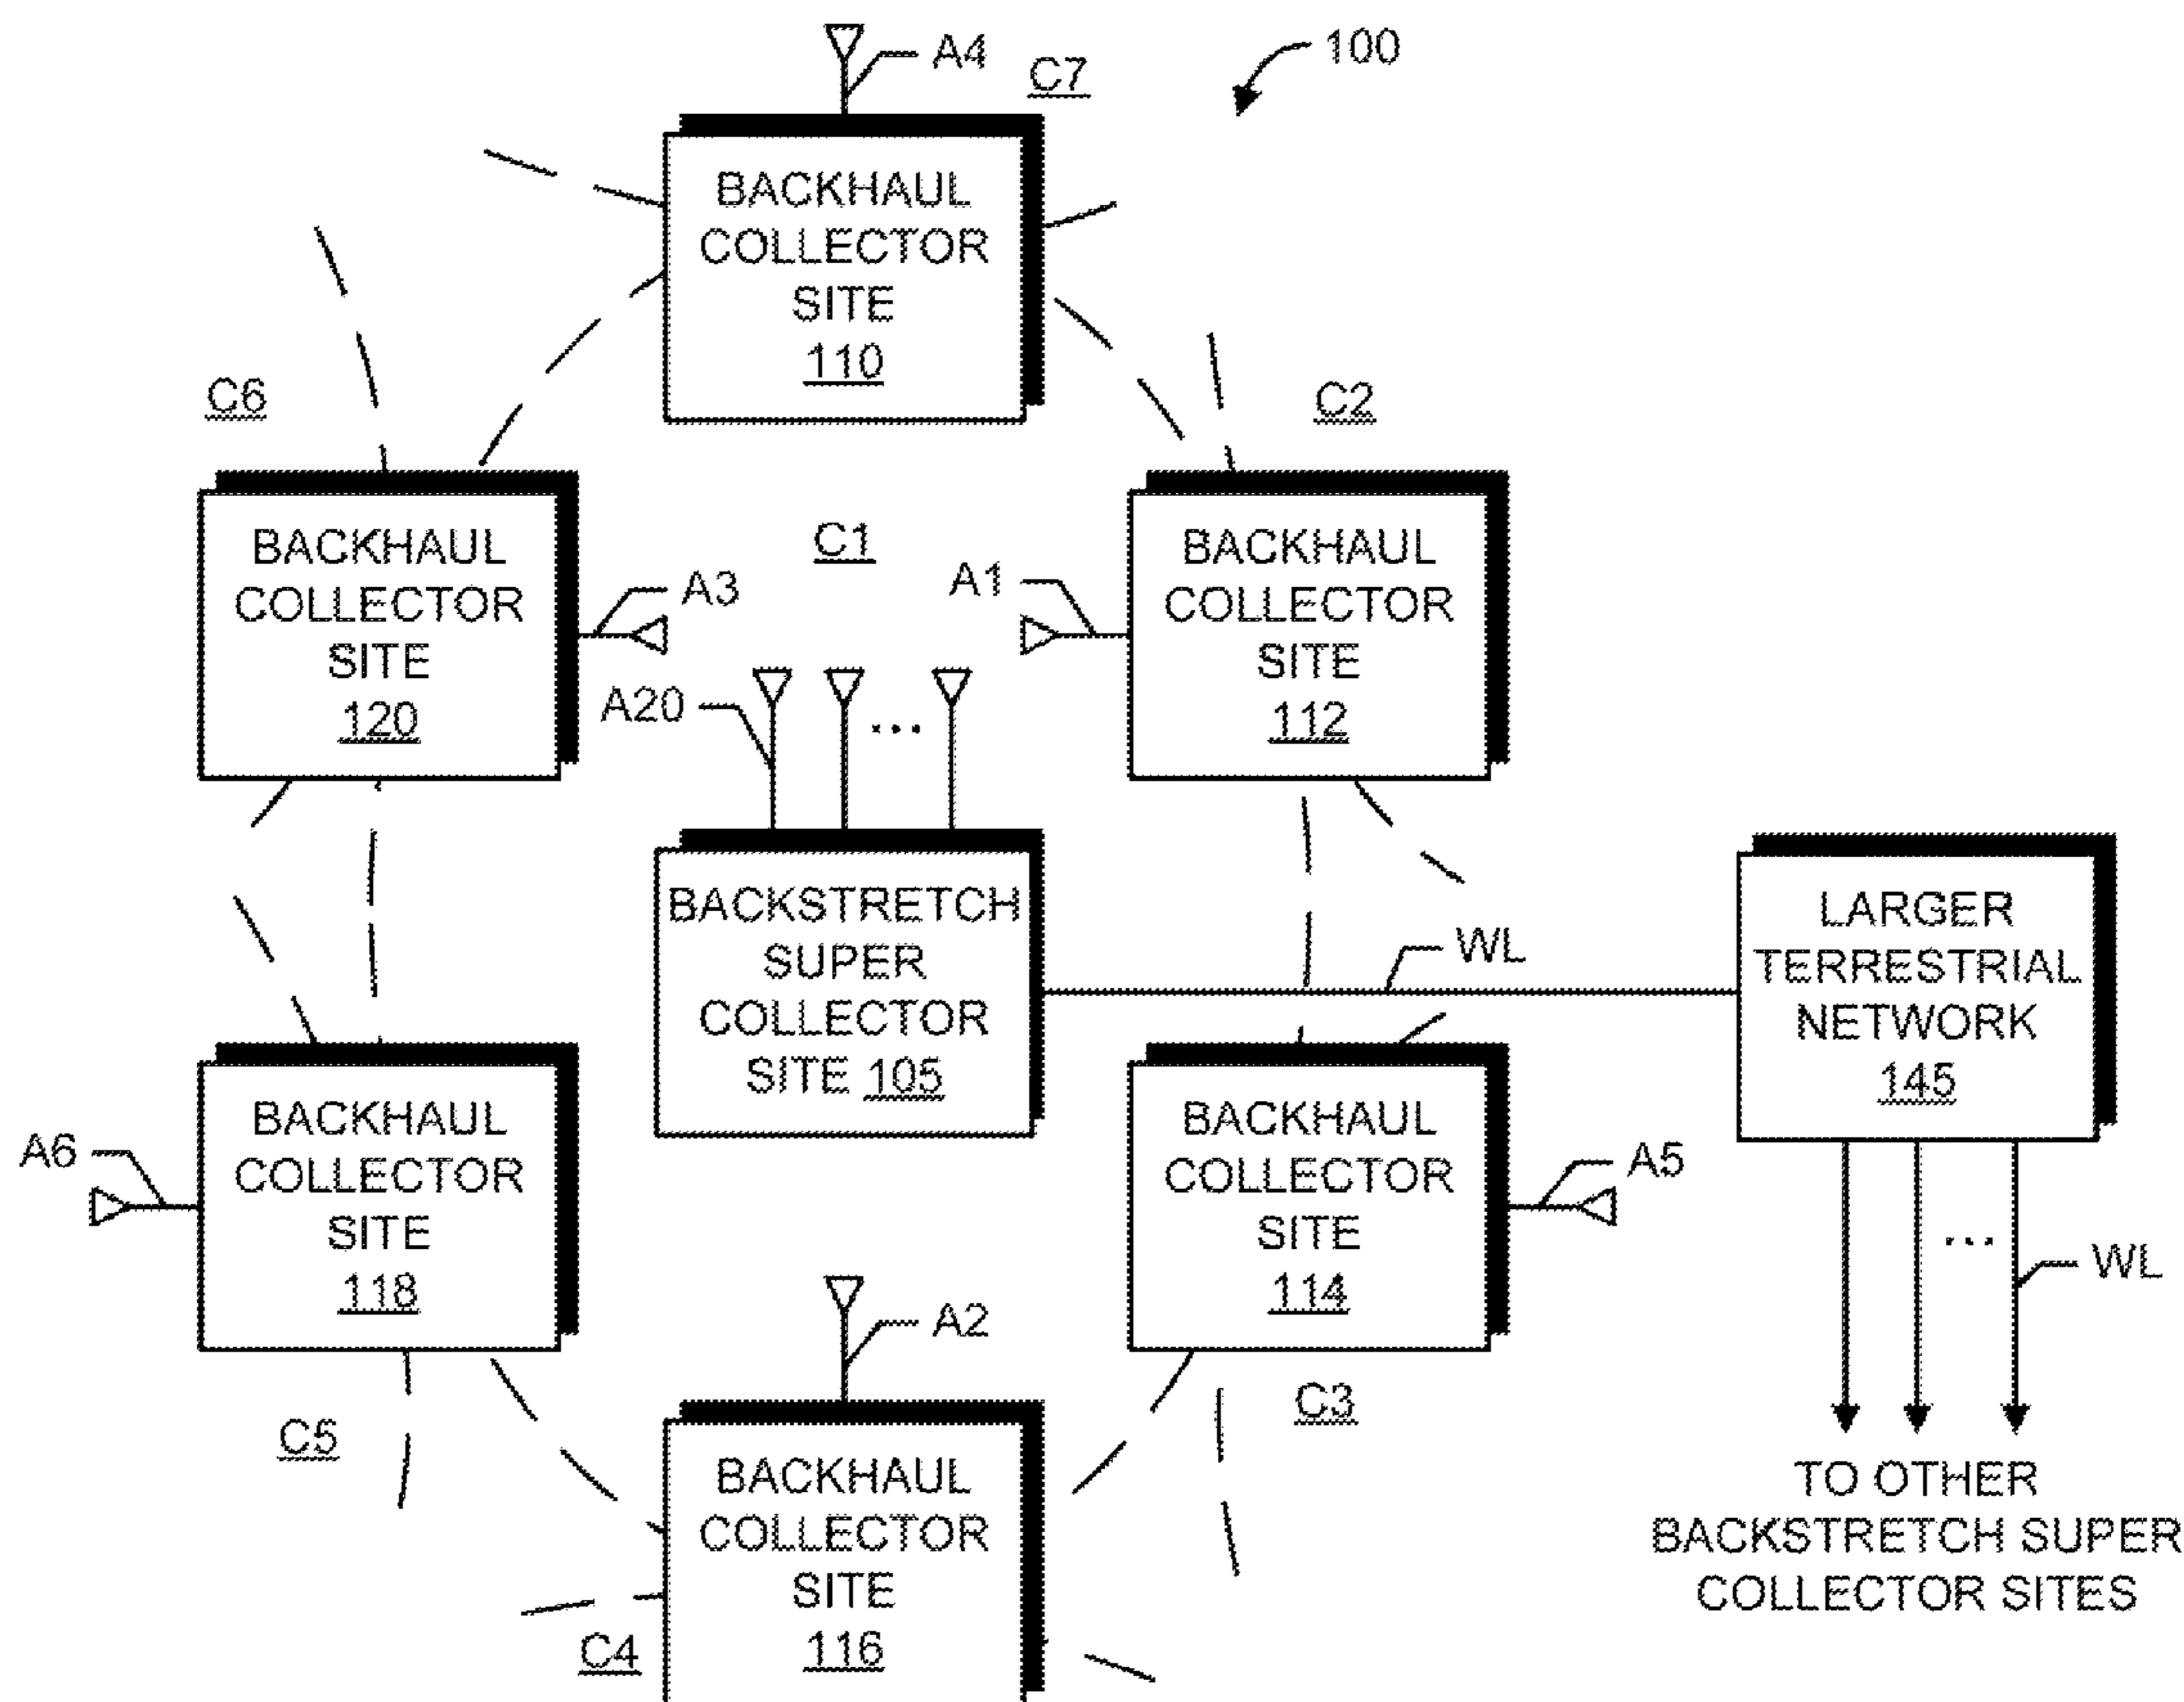 A4
C7
100
BACKHAUL
COLLECTOR
SITE
110
C6
C2
BACKHAUL
COLLECTOR
SITE
120
A3
C1
A1
BACKHAUL
COLLECTOR
SITE
112
A20
...
BACKSTRETCH
SUPER
COLLECTOR
SITE 105
WL
LARGER
TERRESTRIAL
NETWORK
145
A6
BACKHAUL
COLLECTOR
SITE
118
BACKHAUL
COLLECTOR
SITE
114
A5
...
WL
A2
C5
C3
BACKHAUL
COLLECTOR
SITE
116
C4
TO OTHER
BACKSTRETCH SUPER
COLLECTOR SITES